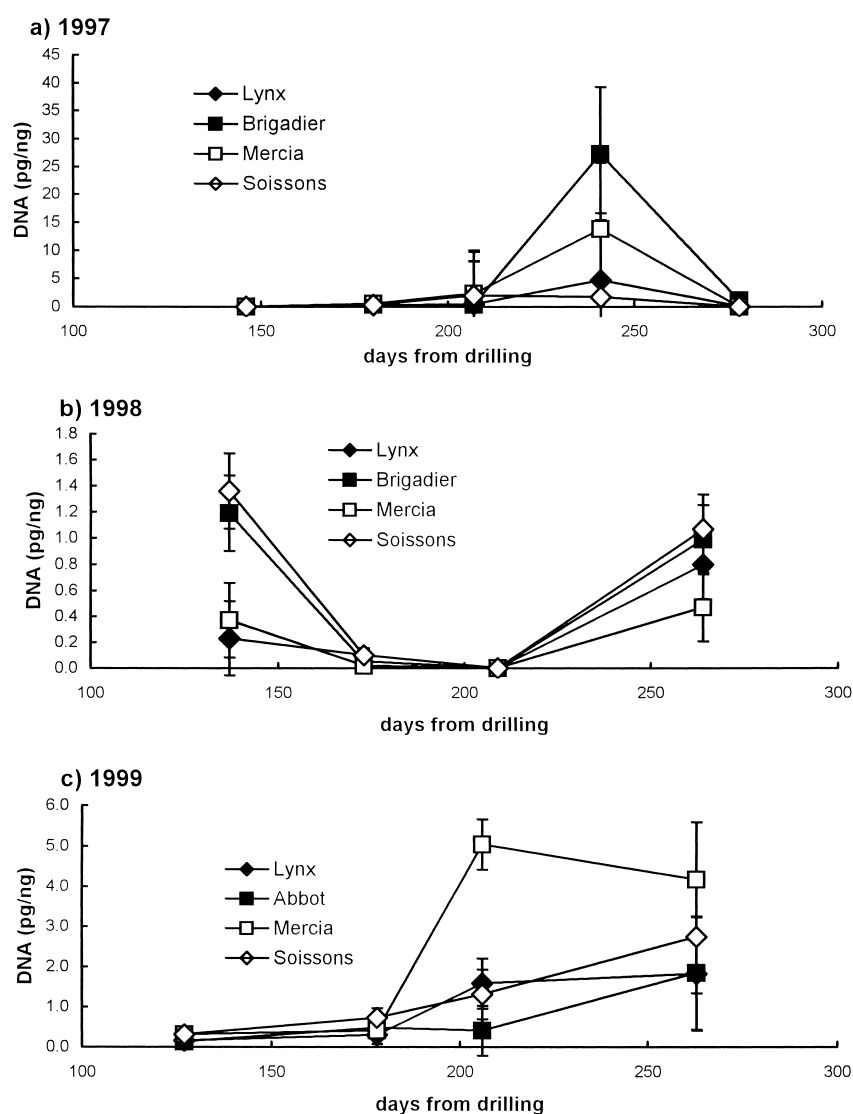 a) 1997
45
40
35
30
25
20
15
10
5
0
DNA (pg/ng)
Lynx
Brigadier
Mercia
Soissons
100 150 200 250 300
days from drilling
b) 1998
1.8
1.6
1.4
1.2
1.0
0.8
0.6
0.4
0.2
0.0
DNA (pg/ng)
Lynx
Brigadier
Mercia
Soissons
100 150 200 250 300
days from drilling
c) 1999
6.0
5.0
4.0
3.0
2.0
1.0
0.0
DNA (pg/ng)
Lynx
Abbot
Mercia
Soissons
100 150 200 250 300
days from drilling